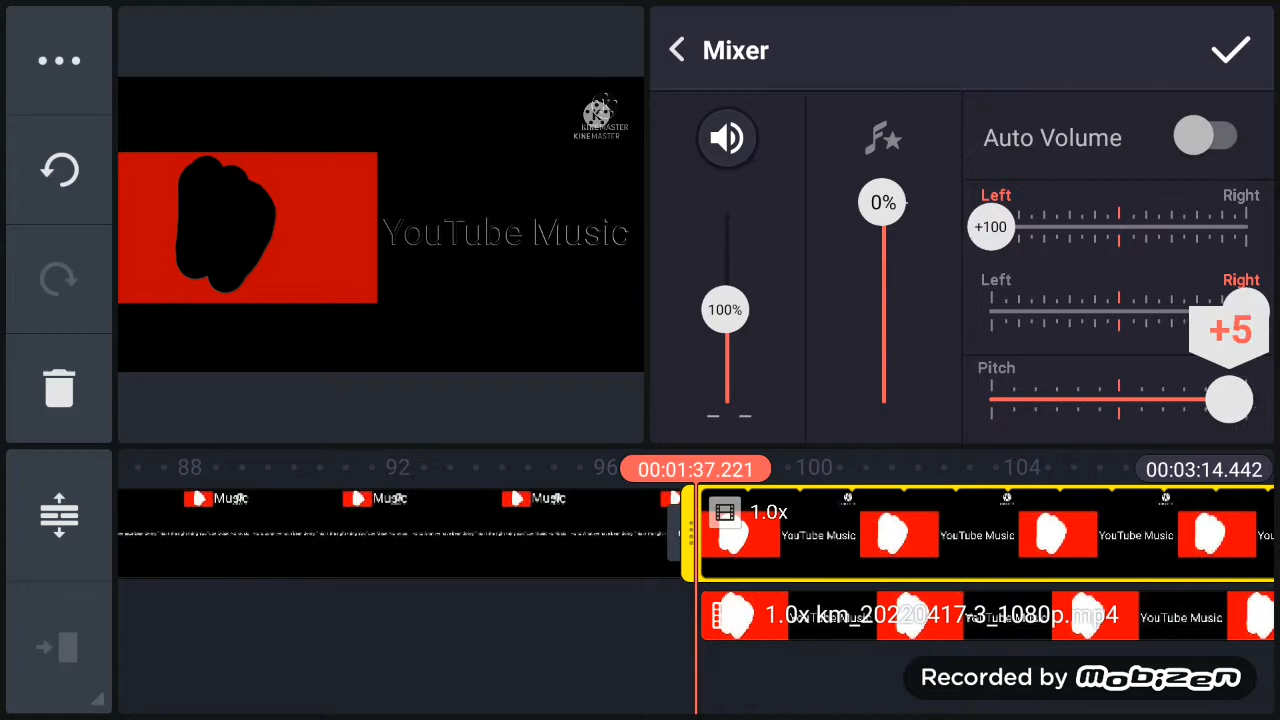 Mixer
KINEMASTER
KINEMASTER
YouTube Music
Auto Volume
100%
0%
Left
Right
+100
Left
Right
+5
Pitch
88
92
96
00:01:37.221
100
104
00:03:14.442
Music
Music
Music
1.0x
YouTube Music
YouTube Music
YouTube Music
1.0x km_20220417-3_1080p.mp4
YouTube Music
Recorded by mobizen